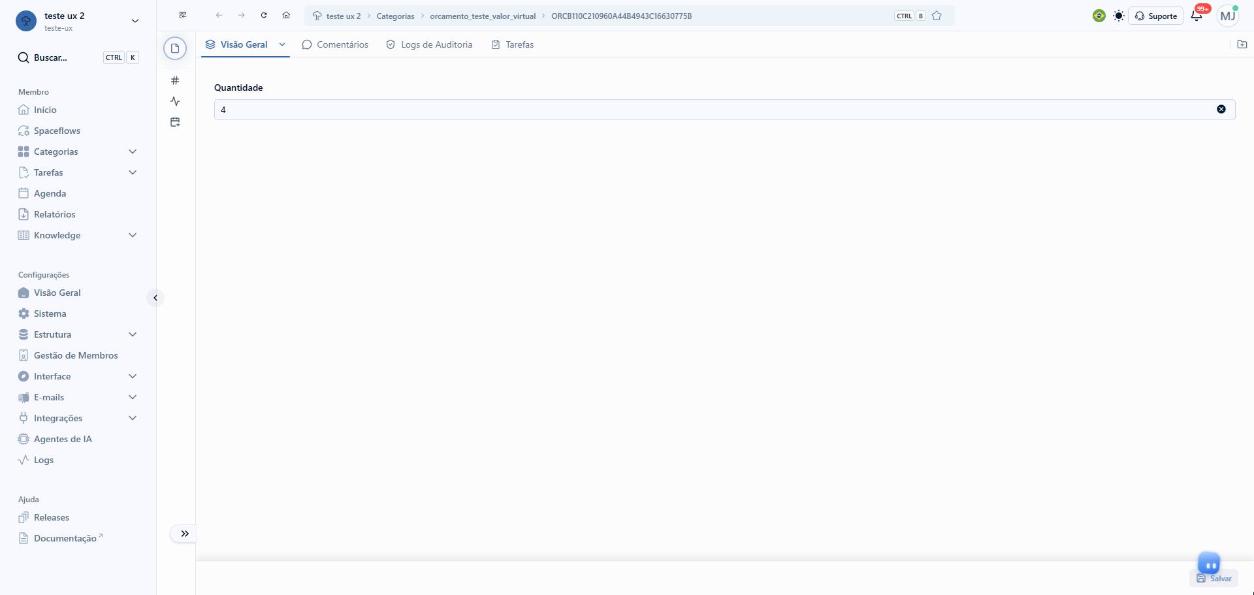 teste ux 2
teste-ux
Buscar...
CTRL K
Membro
Início
Spaceflows
Categorias
Tarefas
Agenda
Relatórios
Knowledge
Configurações
Visão Geral
Sistema
Estrutura
Gestão de Membros
Interface
E-mails
Integrações
Agentes de IA
Logs
Ajuda
Releases
Documentação
teste ux 2 > Categorias > orcamento_teste_valor_virtual > ORCB110C210960A44B4943C16630775B
CTRL B
Suporte
99+
MJ
Visão Geral
Comentários
Logs de Auditoria
Tarefas
Quantidade
4
Salvar